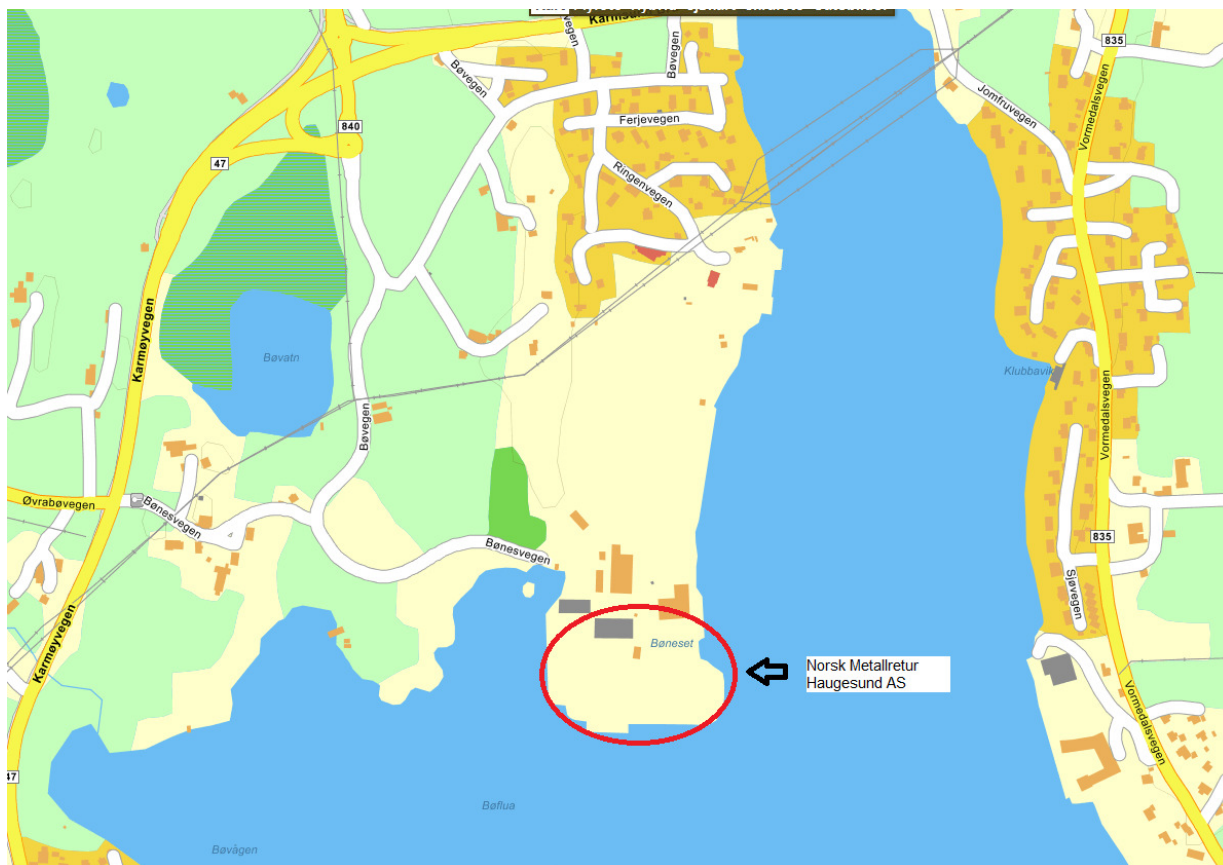 Karmsun
Bøvegen
Bøvegen
840
47
Ferjevegen
Ringenvegen
835
Jomfruvegen
Vormedalsvegen
Karmøyvegen
Bøvatn
Klubbavik
Bøvegen
Vormedalsvegen
Øvrabøvegen
Bønesvegen
Bønesvegen
835
Sjøvegen
Karmøyvegen
Bøneset
Norsk Metallretur
Haugesund AS
Vormedalsvegen
47
Bøflua
Bøvågen